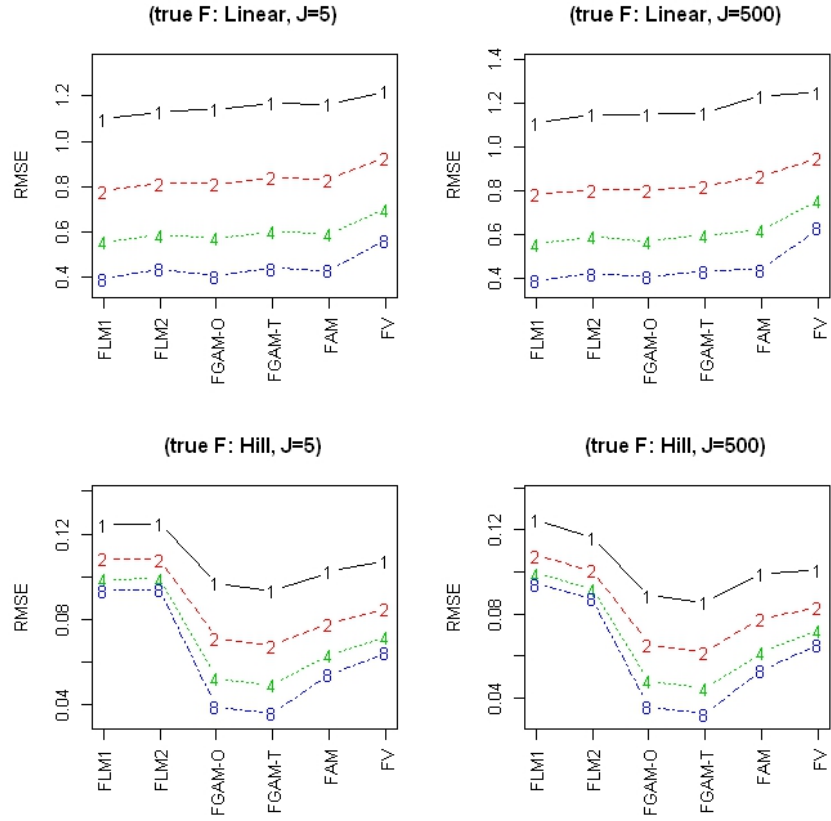 (true F: Linear, J=5)
RMSE
1.2
1.0
0.8
0.6
0.4
1 1 1 1 1 1
2 2 2 2 2 2
4 4 4 4 4 4
8 8 8 8 8 8
FLM1 FLM2 FGAM-O FGAM-T FAM FV
(true F: Linear, J=500)
RMSE
1.4
1.2
1.0
0.8
0.6
0.4
1 1 1 1 1 1
2 2 2 2 2 2
4 4 4 4 4 4
8 8 8 8 8 8
FLM1 FLM2 FGAM-O FGAM-T FAM FV
(true F: Hill, J=5)
RMSE
0.12
0.08
0.04
1 1 1 1 1 1
2 2 2 2 2 2
4 4 4 4 4 4
8 8 8 8 8 8
FLM1 FLM2 FGAM-O FGAM-T FAM FV
(true F: Hill, J=500)
RMSE
0.12
0.08
0.04
1 1 1 1 1 1
2 2 2 2 2 2
4 4 4 4 4 4
8 8 8 8 8 8
FLM1 FLM2 FGAM-O FGAM-T FAM FV